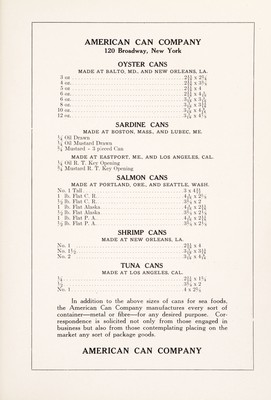 AMERICAN CAN COMPANY
120 Broadway, New York
OYSTER CANS
MADE AT BALTO, MD., AND NEW ORLEANS, LA.
3 oz
4 oz.
5 oz
6 oz.
8 oz.
10 oz
12 oz.
SARDINE CANS
MADE AT BOSTON, MASS., AND LUBEC, ME.
¼ Oil Drawn
¼ Mustard Drawn
¾ Mustard - 3 pieced Can
MADE AT EASTPORT, ME., AND LOS ANGELES, CAL.
¼ Oil R. T. Key Opening
¾ Mustard R. T. Key Opening
SALMON CANS
MADE AT PORTLAND, ORE., AND SEATTLE, WASH.
No. 1 Tall
1 lb. Flat C. R.
½ lb. Flat C. R.
1 lb. Flat Alaska
½ lb. Flat Alaska
1 lb. Flat P. A.
½ lb. Flat P. A.
SHRIMP CANS
MADE AT NEW ORLEANS, LA.
No. 1
No. 1½
No. 2
TUNA CANS
MADE AT LOS ANGELES, CAL.
¼
½
No. 1
In addition to the above sizes of cans for sea foods,
the American Can Company manufactures every sort of
container—metal or fibre—for any desired purpose. Cor-
respondence is solicited not only from those engaged in
business but also from those contemplating placing on the
market any sort of package goods.
AMERICAN CAN COMPANY